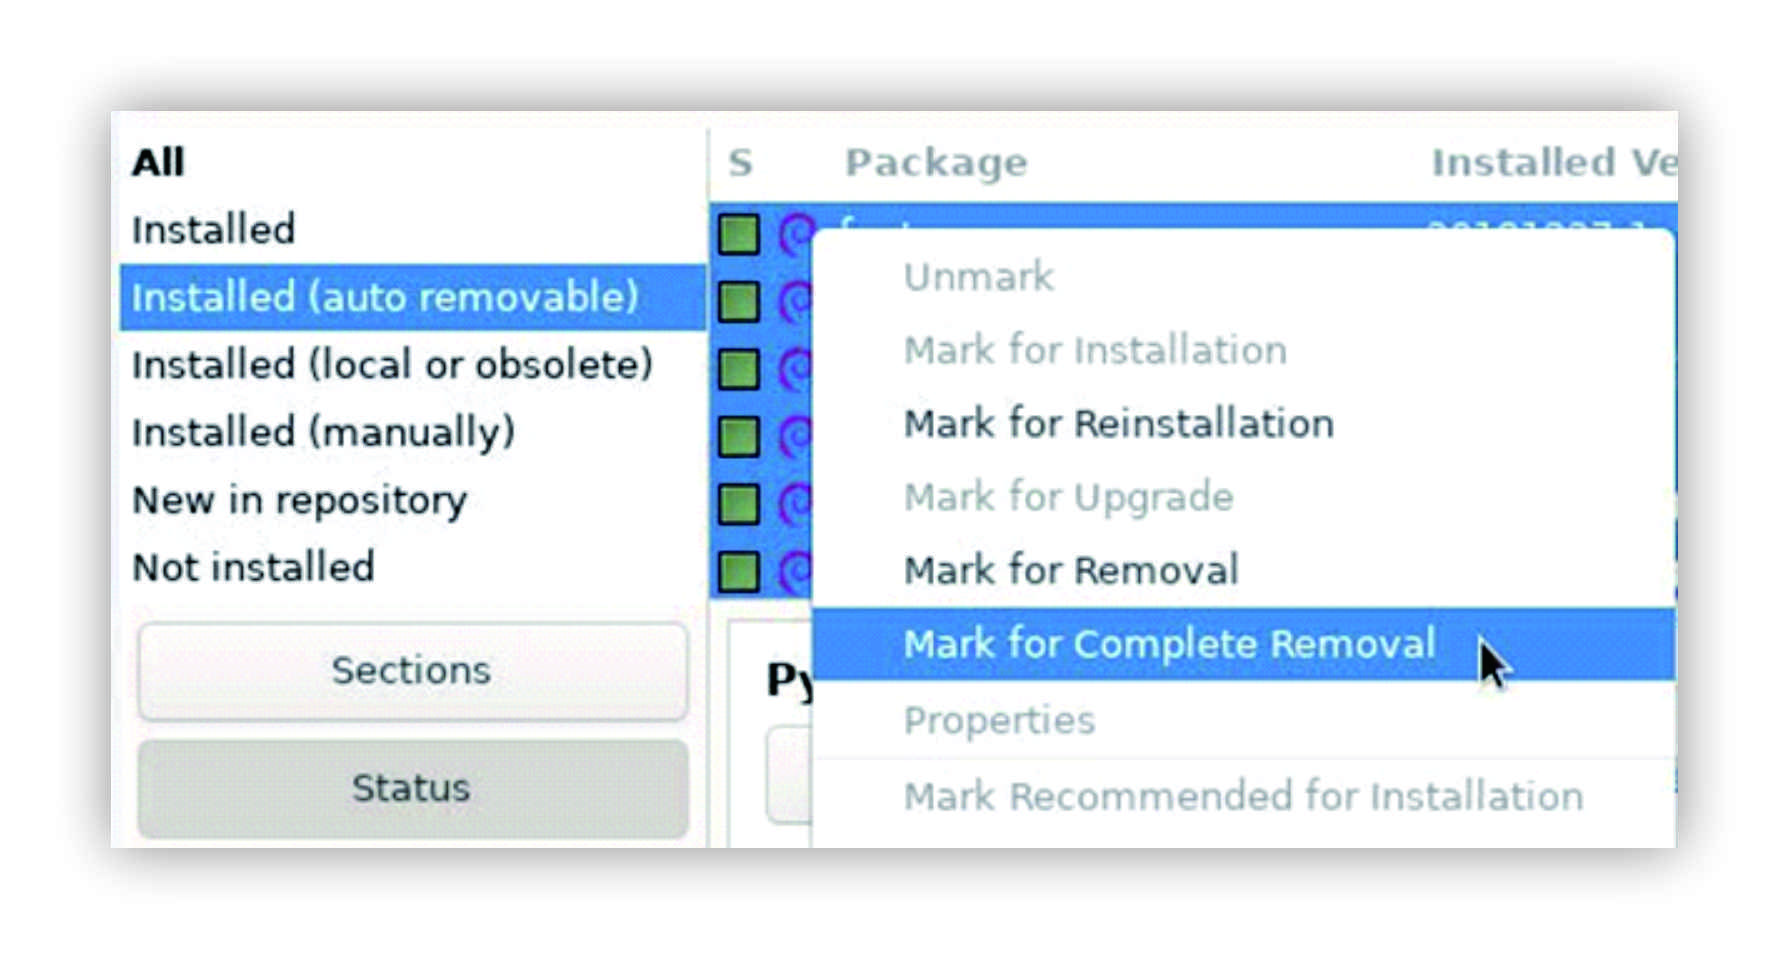 All
Installed
Installed (auto removable)
Installed (local or obsolete)
Installed (manually)
New in repository
Not installed
Sections
Status
S Package Installed Ve
Unmark
Mark for Installation
Mark for Reinstallation
Mark for Upgrade
Mark for Removal
Mark for Complete Removal
Properties
Mark Recommended for Installation
Py